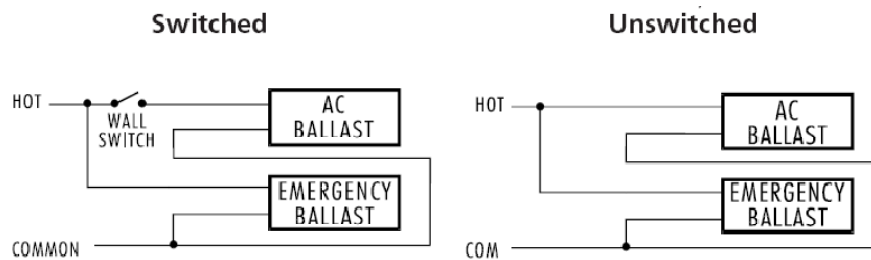 Switched
HOT
WALL
SWITCH
AC
BALLAST
EMERGENCY
BALLAST
COMMON
Unswitched
HOT
AC
BALLAST
EMERGENCY
BALLAST
COM